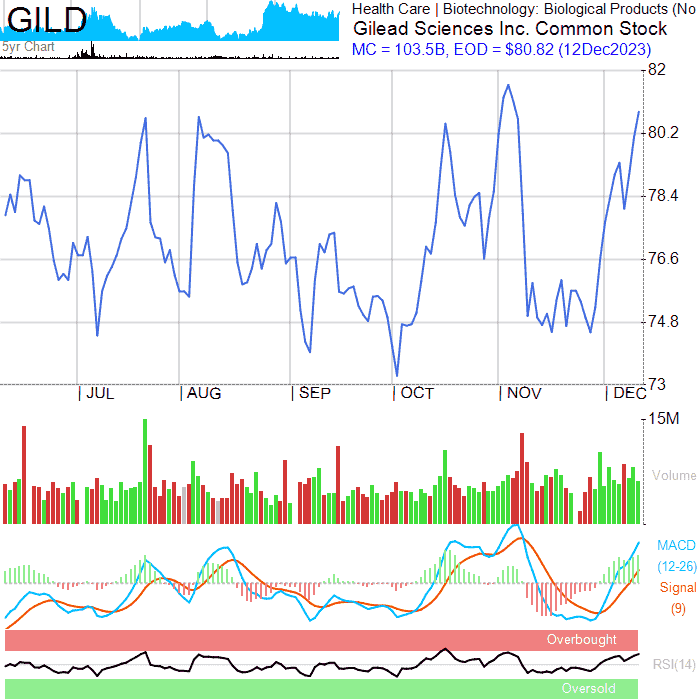 GILD
5yr Chart
Health Care | Biotechnology: Biological Products (No
Gilead Sciences Inc. Common Stock
MC = 103.5B, EOD = $80.82 (12Dec2023)
82
80.2
78.4
76.6
74.8
73
| JUL | AUG | SEP | OCT | NOV | DEC
15M
Volume
MACD
(12-26)
Signal
(9)
Overbought
RSI(14)
Oversold